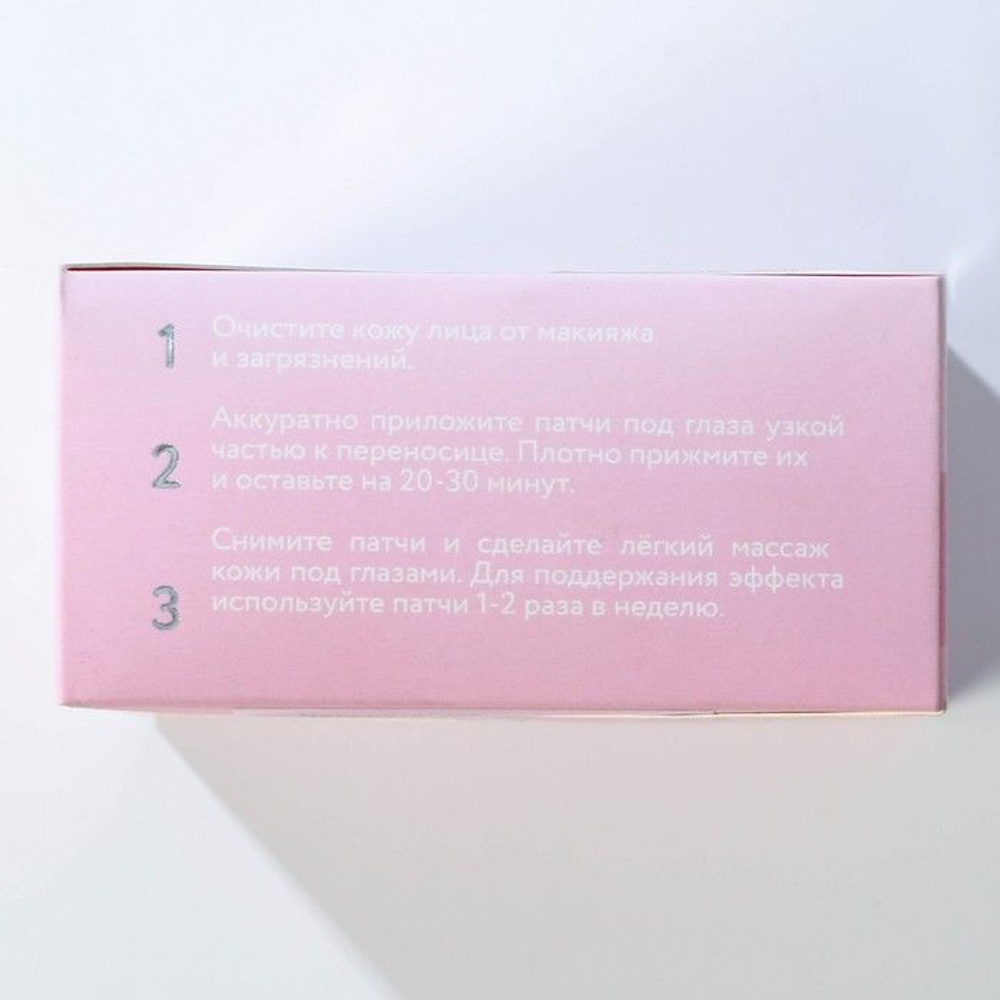 1 Очистите кожу лица от макияжа
и загрязнений.
Аккуратно приложите патчи под глаза узкой
2 частью к переносице. Плотно прижмите их
и оставьте на 20-30 минут.
Снимите патчи и сделайте лёгкий массаж
кожи под глазами. Для поддержания эффекта
3 используйте патчи 1-2 раза в неделю.